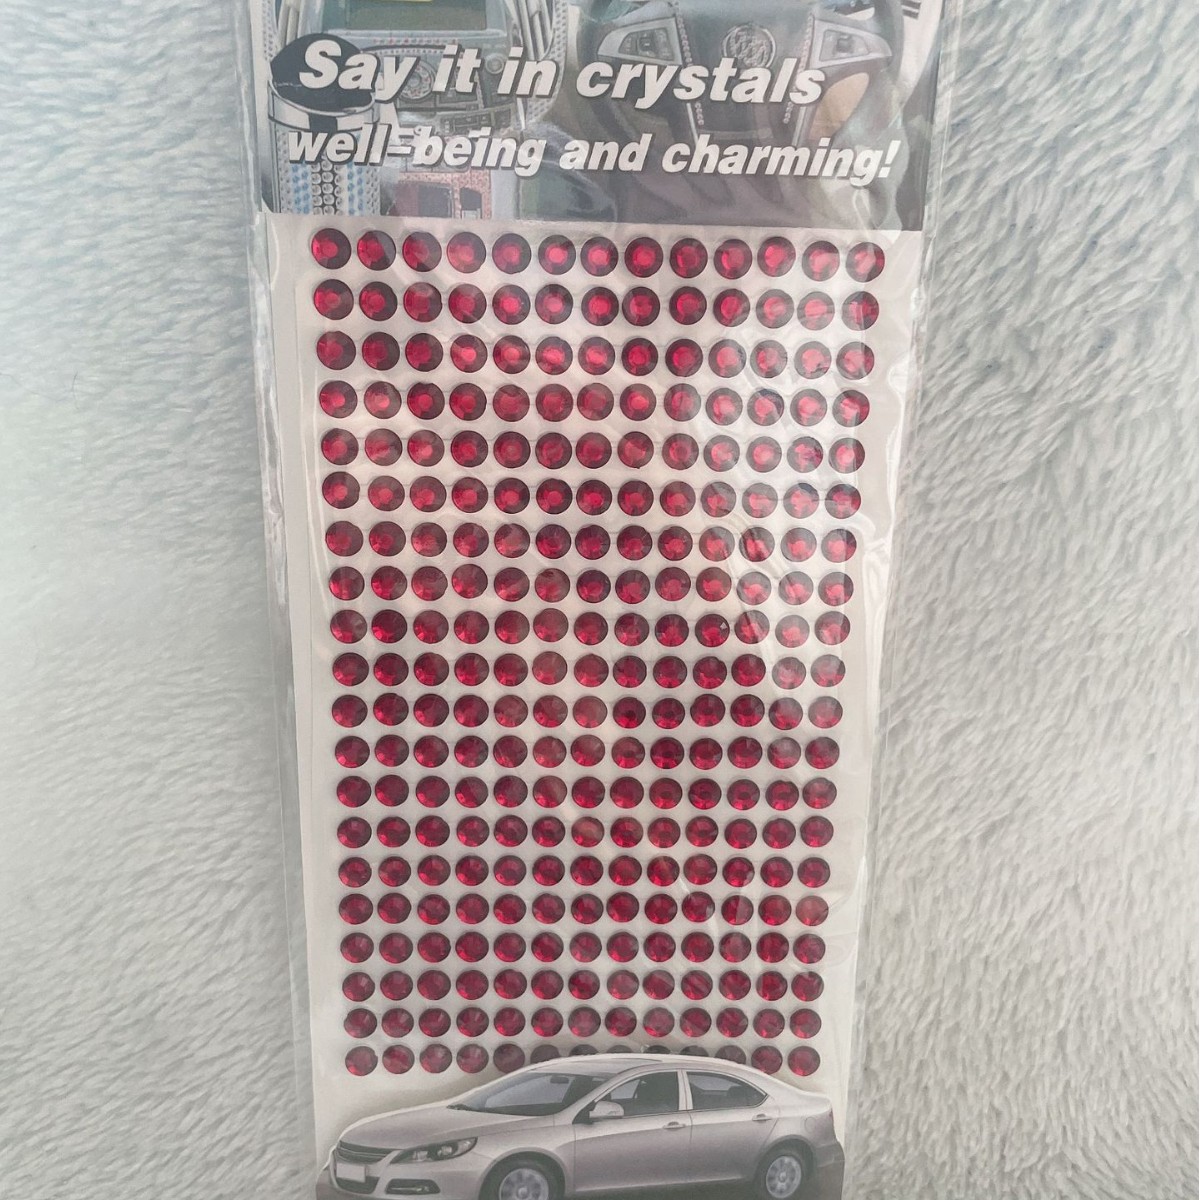 Say it in crystals
well-being and charming!